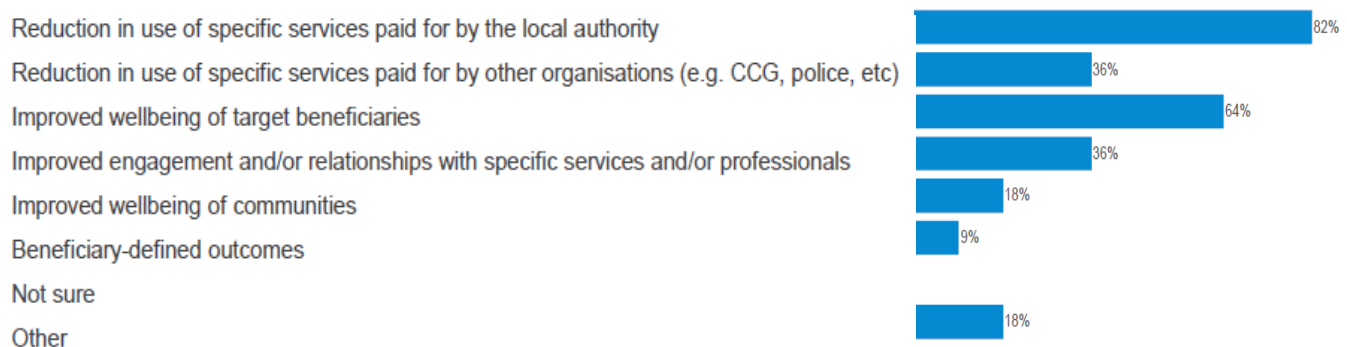 Reduction in use of specific services paid for by the local authority 82%
Reduction in use of specific services paid for by other organisations (e.g. CCG, police, etc) 36%
Improved wellbeing of target beneficiaries 64%
Improved engagement and/or relationships with specific services and/or professionals 36%
Improved wellbeing of communities 18%
Beneficiary-defined outcomes 9%
Not sure
Other 18%